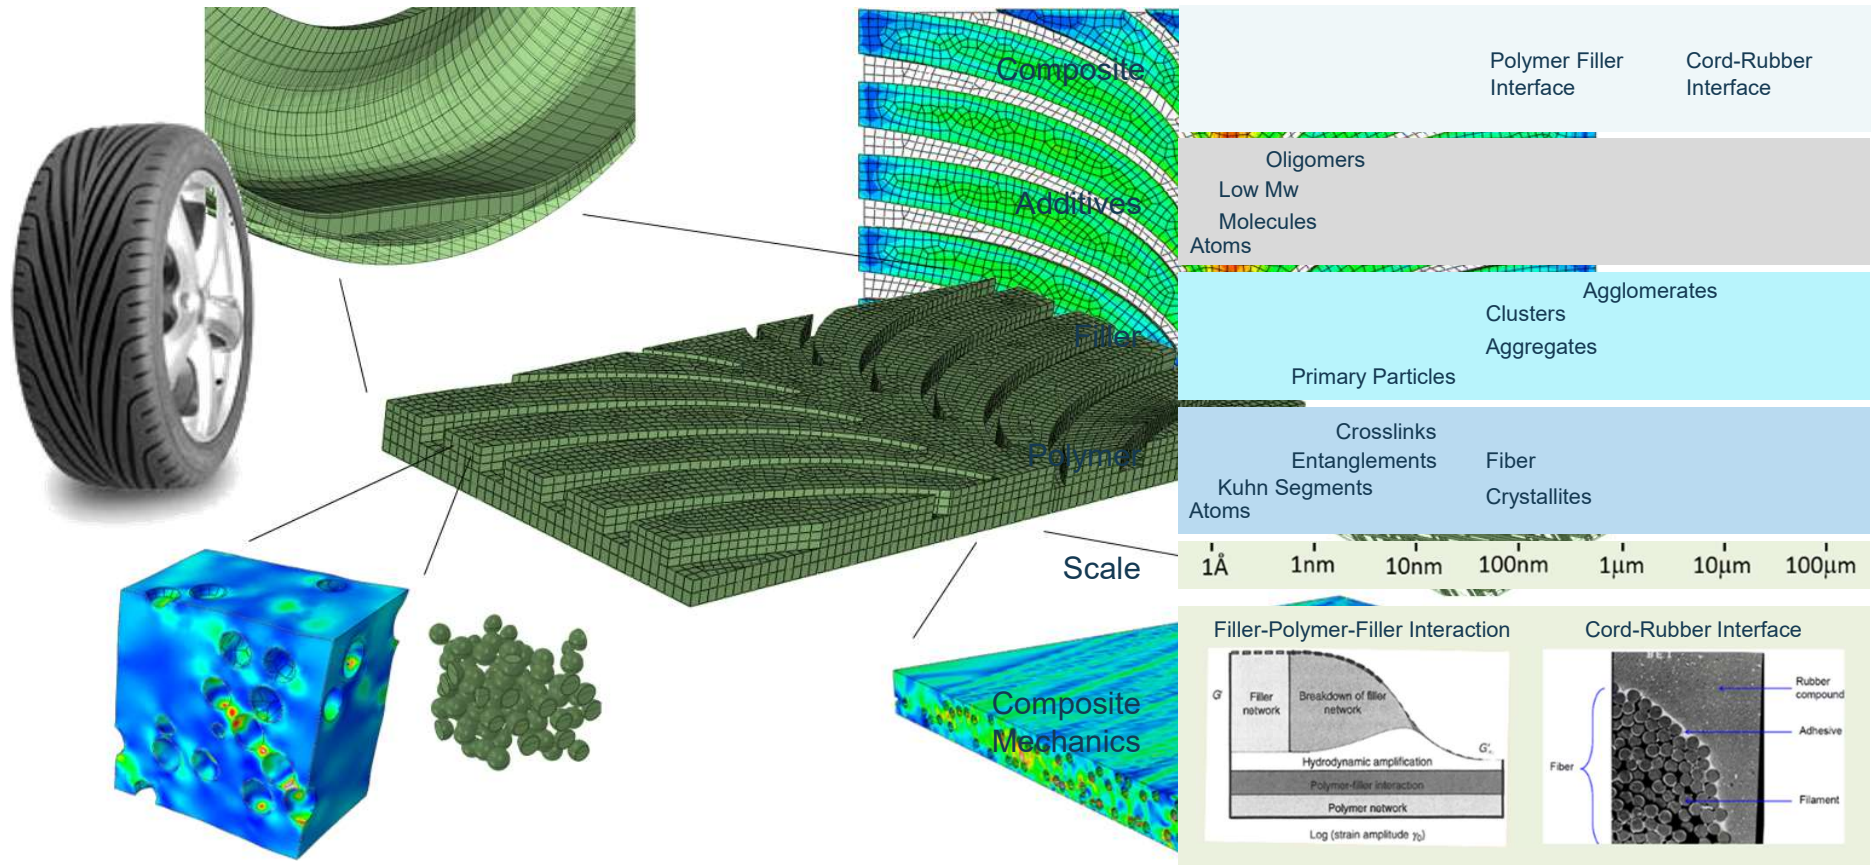 Composite
Polymer Filler
Interface
Cord-Rubber
Interface
Additives
Oligomers
Low Mw
Molecules
Atoms
Filler
Agglomerates
Clusters
Aggregates
Primary Particles
Polymer
Crosslinks
Entanglements
Fiber
Kuhn Segments
Crystallites
Atoms
Scale
1Å
1nm
10nm
100nm
1μm
10μm
100μm
Composite
Mechanics
Filler-Polymer-Filler Interaction
G'
Filler
network
Breakdown of filler
network
G'∞
Hydrodynamic amplification
Polymer-filler interaction
Polymer network
Log (strain amplitude γ₀)
Cord-Rubber Interface
Rubber
compound
Adhesive
Fiber
Filament